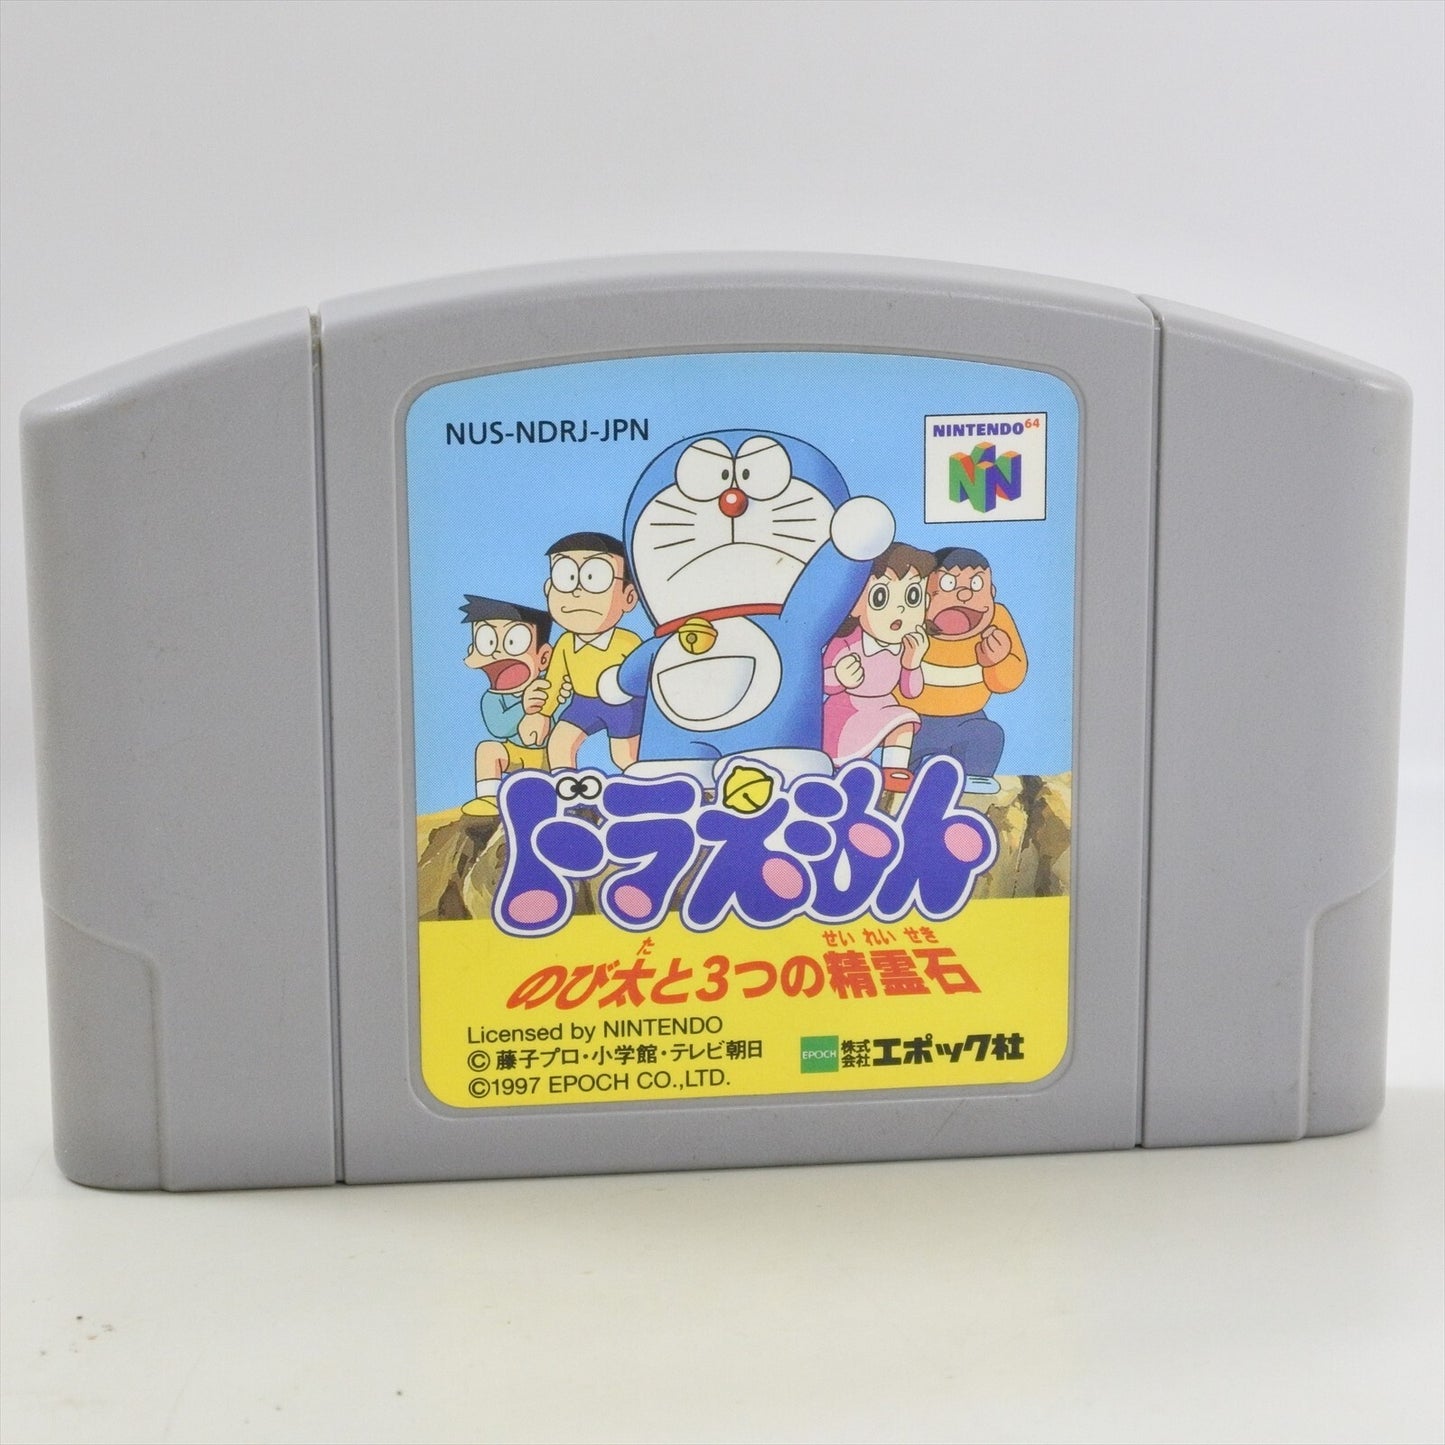 NUS-NDRJ-JPN
NINTENDO64
ドラえもん
た
せいれいせき
のび太と3つの精霊石
Licensed by NINTENDO
© 藤子プロ・小学館・テレビ朝日
©1997 EPOCH CO.,LTD.
EPOCH
株式会社エポック社